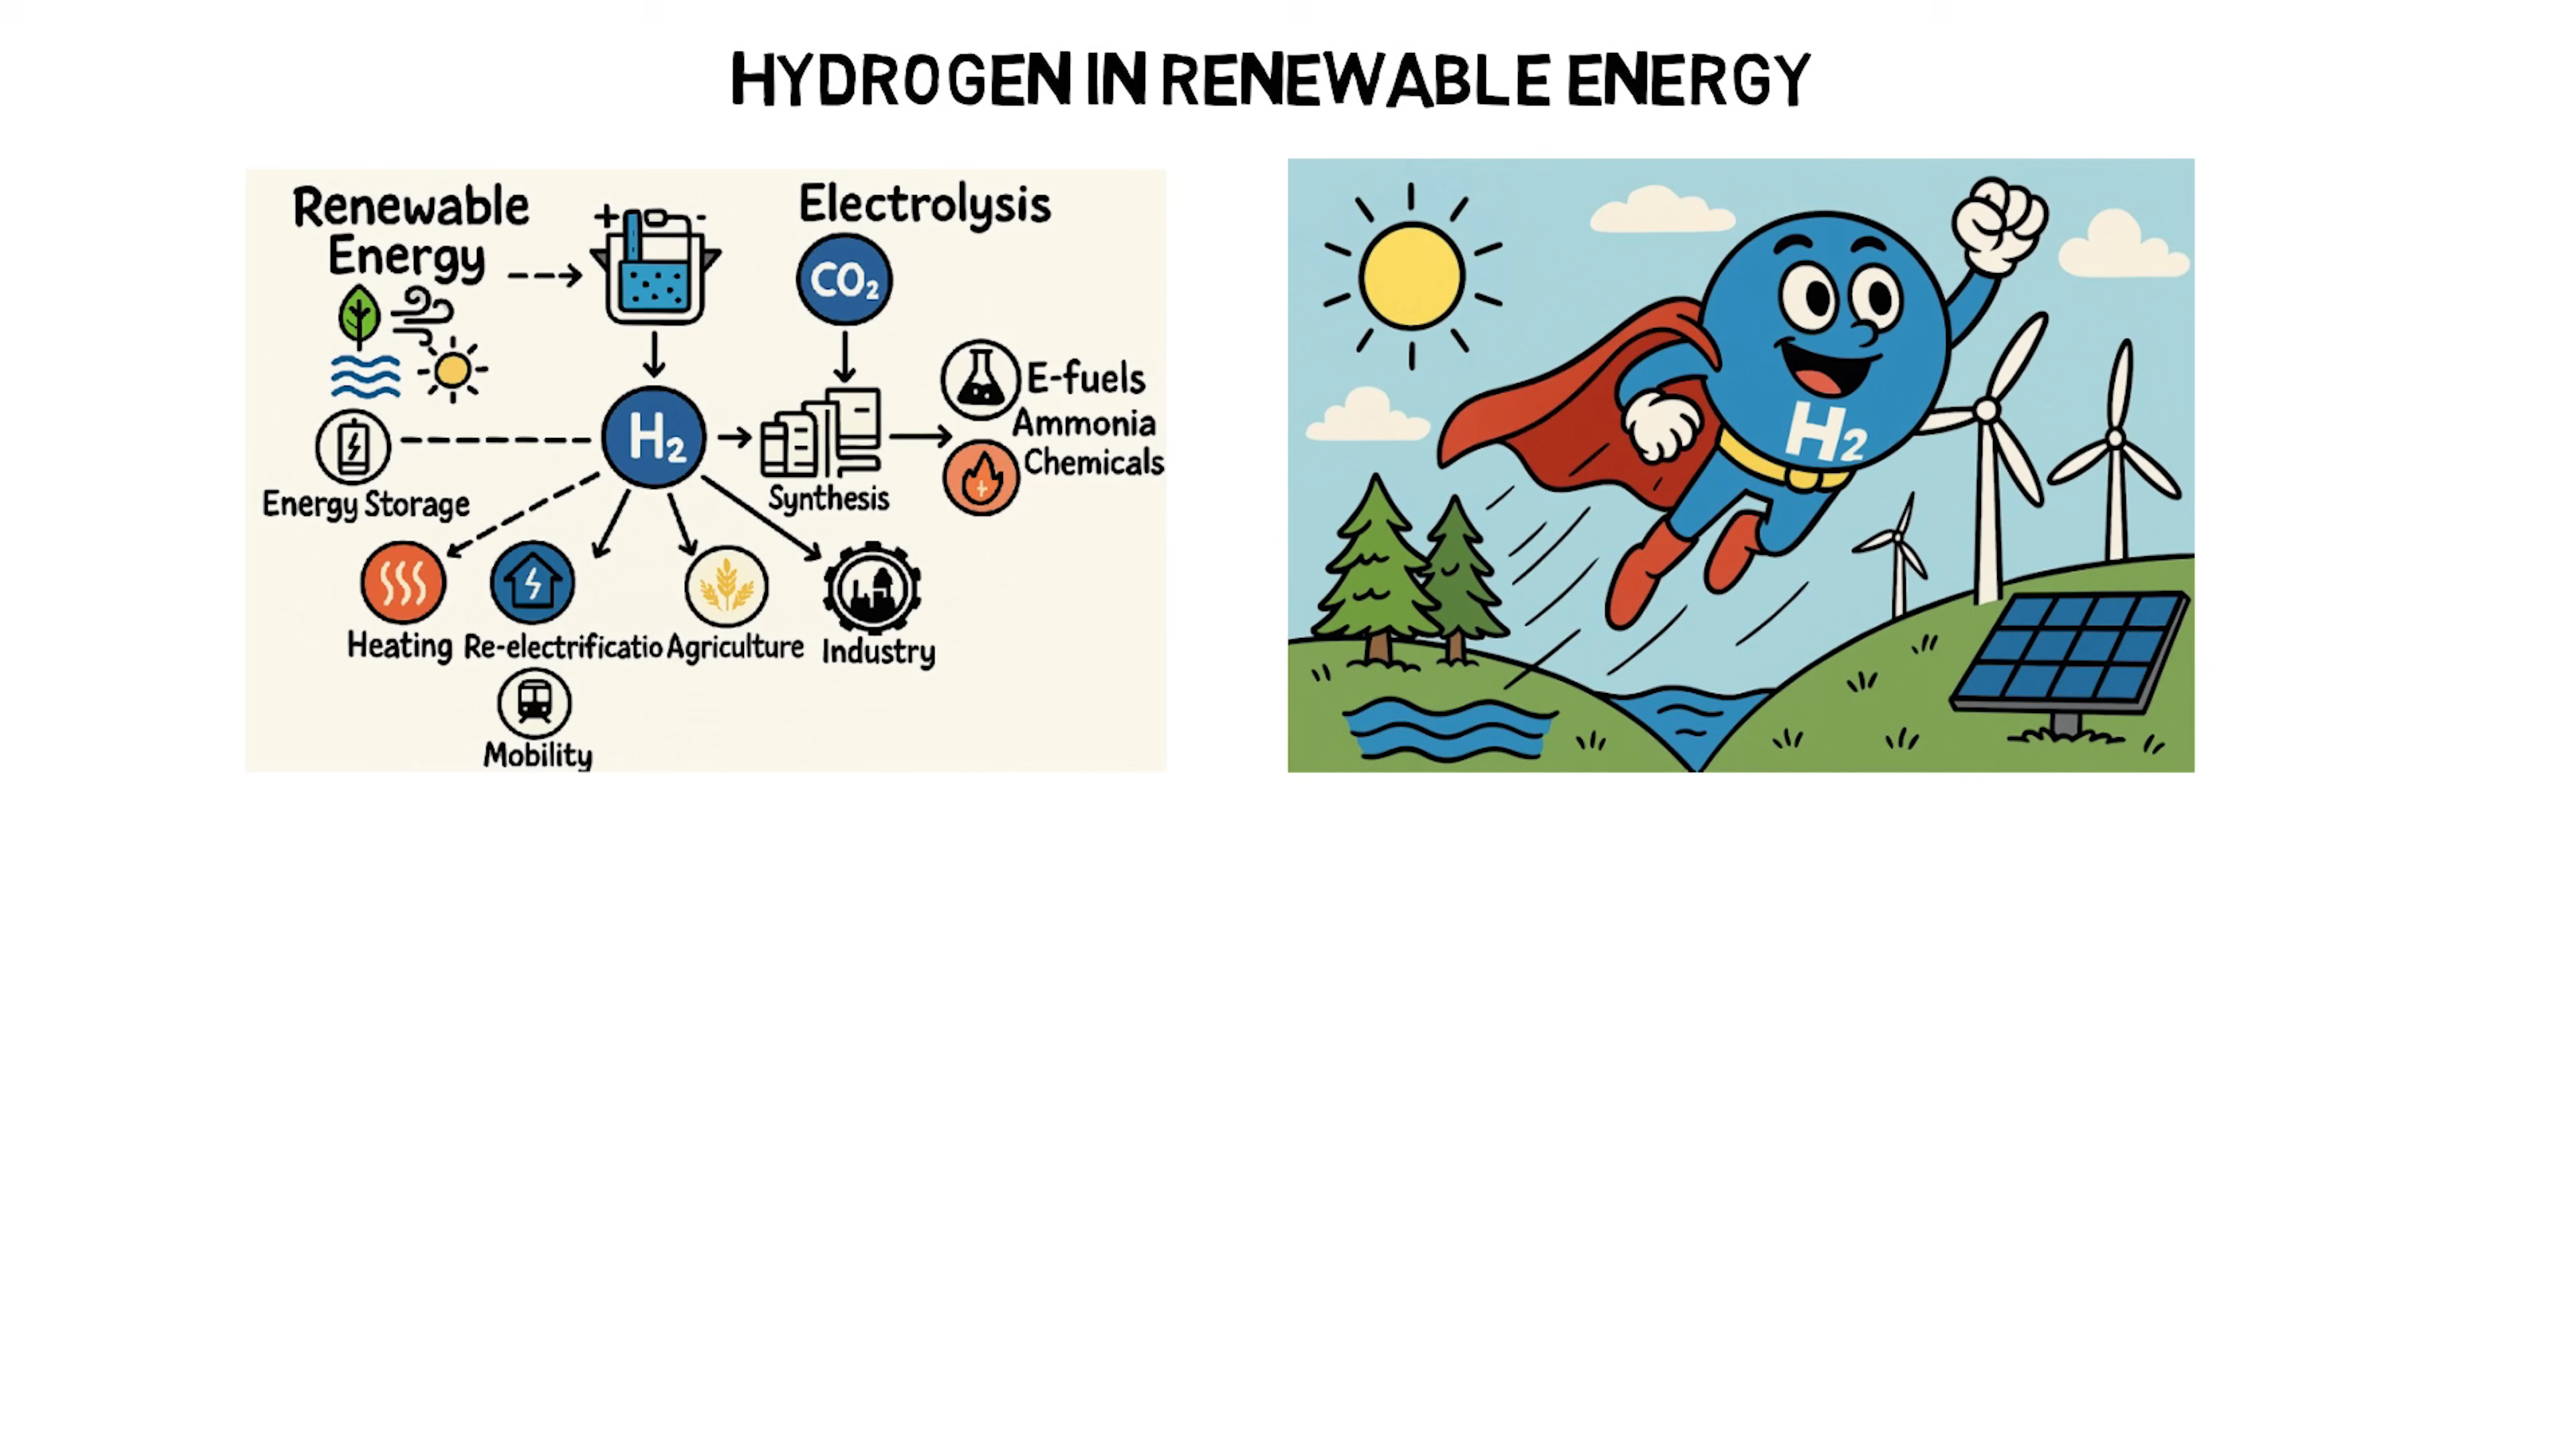 HYDROGEN IN RENEWABLE ENERGY
Renewable
Energy
+ -
Electrolysis
CO₂
H₂
Synthesis
E-fuels
Ammonia
Chemicals
Energy Storage
Heating
Re-electrificatio
Agriculture
Industry
Mobility
H₂